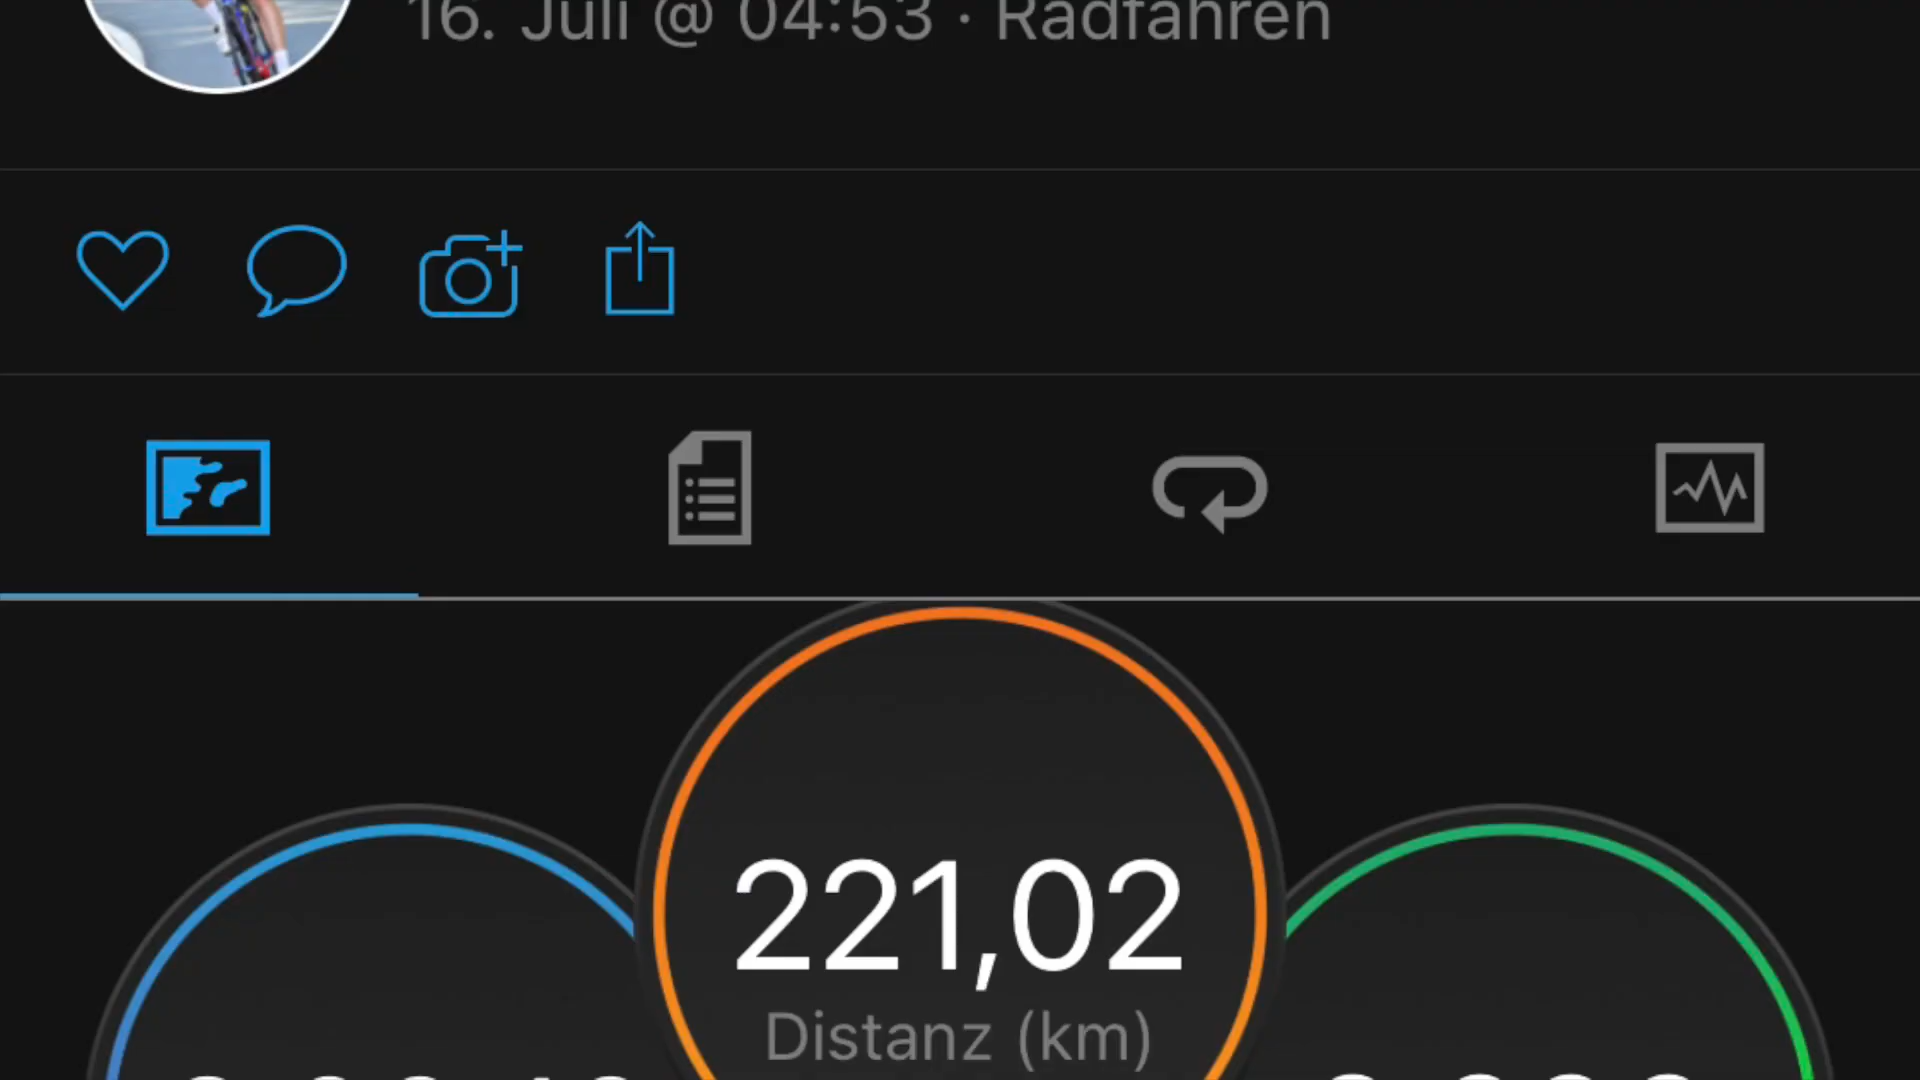 16. Juli @ 04:53 · Radfahren
221,02
Distanz (km)